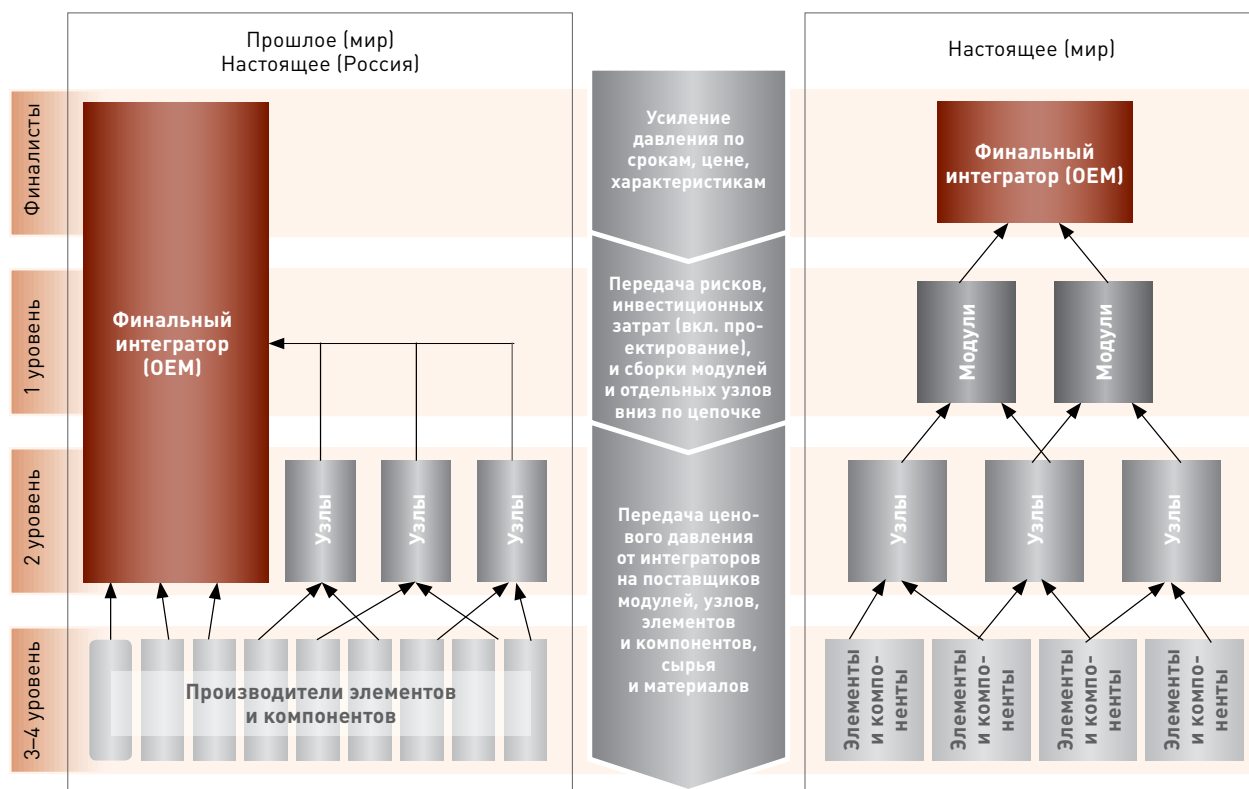 Прошлое (мир)
Настоящее (Россия)
Настоящее (мир)
Финалисты
1 уровень
2 уровень
3–4 уровень
Финальный
интегратор
(OEM)
Узлы
Узлы
Узлы
Производители элементов
и компонентов
Усиление
давления по
срокам, цене,
характеристикам
Передача рисков,
инвестиционных
затрат (вкл. про-
ектирование),
и сборки модулей
и отдельных узлов
вниз по цепочке
Передача цено-
вого давления
от интеграторов
на поставщиков
модулей, узлов,
элементов
и компонентов,
сырья
и материалов
Финальный
интегратор (OEM)
Модули
Модули
Узлы
Узлы
Узлы
Элементы
и компо-
ненты
Элементы
и компо-
ненты
Элементы
и компо-
ненты
Элементы
и компо-
ненты